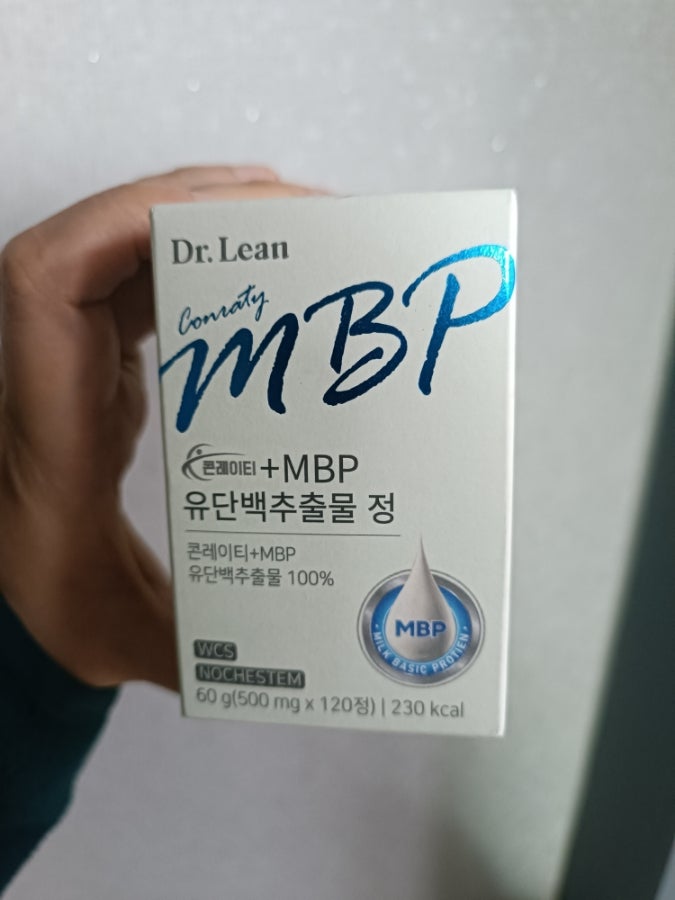 Dr. Lean
Conraty
MBP
콘레이티 +MBP
유단백추출물 정
콘레이티+MBP
유단백추출물 100%
MBP
• MILK BASIC PROTIEN •
WCS
NOCHESTEM
60 g(500 mg x 120정) | 230 kcal